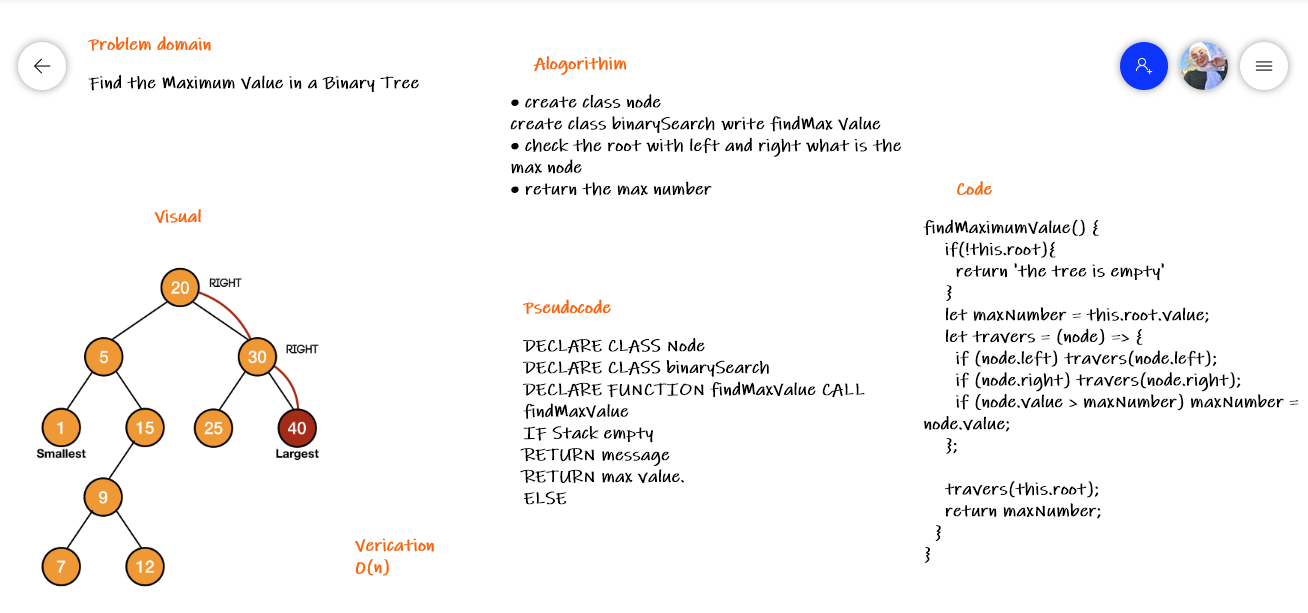 Problem domain
Find the Maximum Value in a Binary Tree
Alogorithim
• create class node
create class binarySearch write findMax Value
• check the root with left and right what is the
max node
• return the max number
Visual
20
RIGHT
5
30
RIGHT
1
15
25
40
Smallest
Largest
9
7
12
Pseudocode
DECLARE CLASS Node
DECLARE CLASS binarySearch
DECLARE FUNCTION findMaxValue CALL
findMaxValue
IF Stack empty
RETURN message
RETURN max value.
ELSE
Verication
O(n)
Code
findMaximumValue() {
if(!this.root){
return 'the tree is empty'
}
let maxNumber = this.root.value;
let travers = (node) => {
if (node.left) travers(node.left);
if (node.right) travers(node.right);
if (node.value > maxNumber) maxNumber =
node.value;
};
travers(this.root);
return maxNumber;
}
}